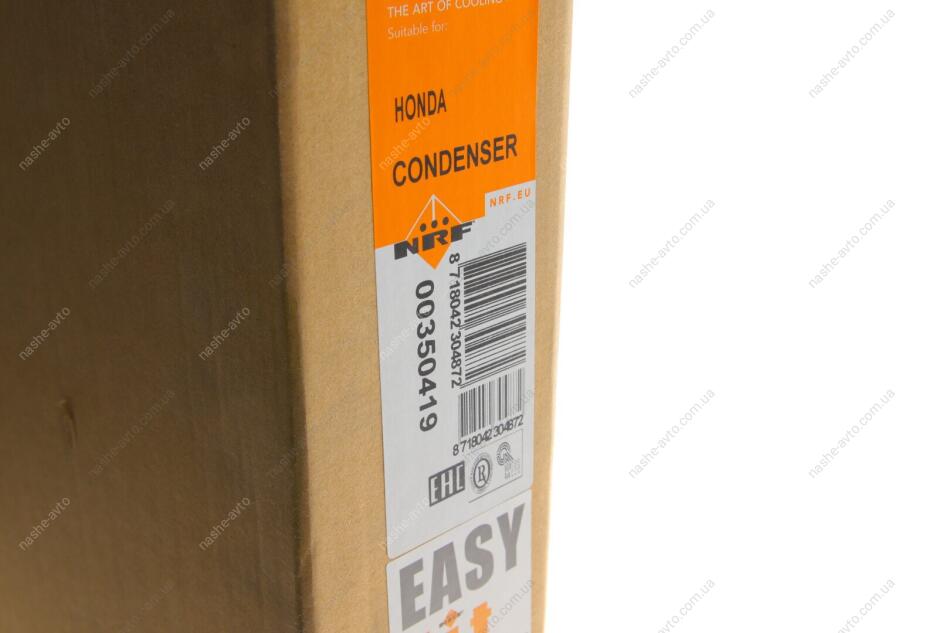 THE ART OF COOLING
Suitable for:
HONDA
CONDENSER
NRF.EU
NRF
8 718042 304872
00350419
8 718042 304872
EAC
EASY
fit
nashe-avto.com.ua